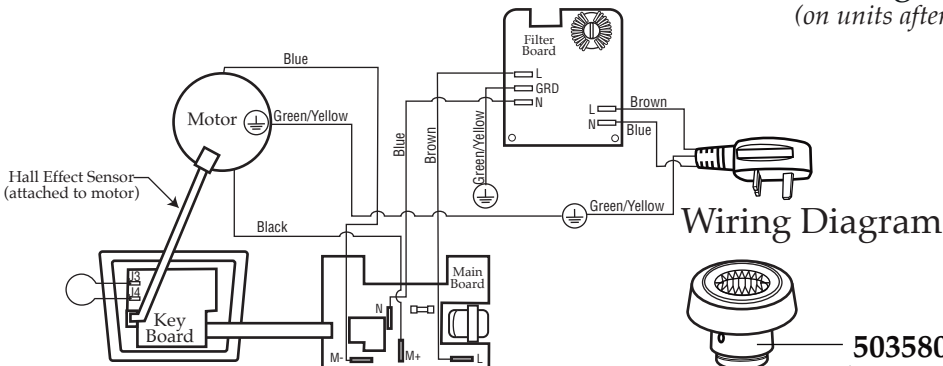 (on units after
Filter
Board
L
GRD
N
L
N
Brown
Blue
Blue
Motor
Green/Yellow
Blue
Brown
Green/Yellow
Hall Effect Sensor
(attached to motor)
Green/Yellow
Black
Wiring Diagram
J3
J4
Key
Board
Main
Board
N
M-
M+
L
503580